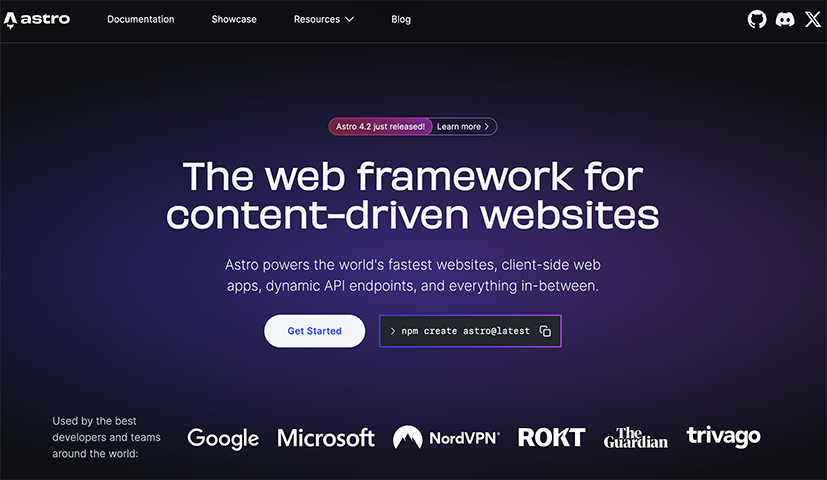 astro
Documentation
Showcase
Resources
Blog
Astro 4.2 just released!
Learn more
The web framework for
content-driven websites
Astro powers the world's fastest websites, client-side web
apps, dynamic API endpoints, and everything in-between.
Get Started
> npm create astro@latest
Used by the best
developers and teams
around the world:
Google
Microsoft
NordVPN®
ROKT
The
Guardian
trivago